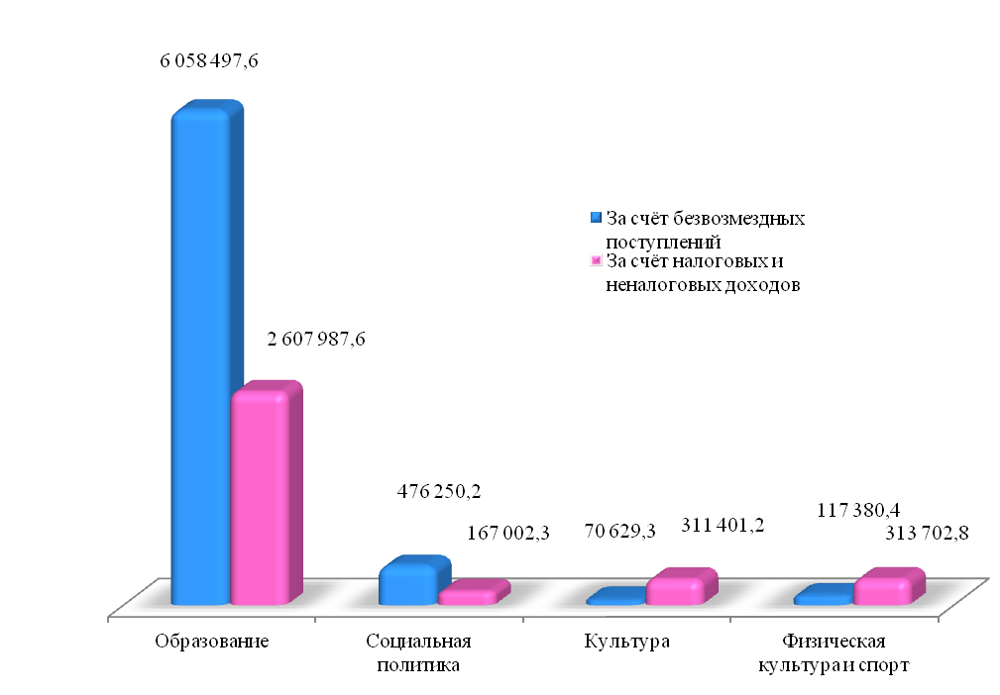 6 058 497,6
За счёт безвозмездных
поступлений
За счёт налоговых и
неналоговых доходов
2 607 987,6
476 250,2
167 002,3
70 629,3
311 401,2
117 380,4
313 702,8
Образование
Социальная
политика
Культура
Физическая
культура и спорт